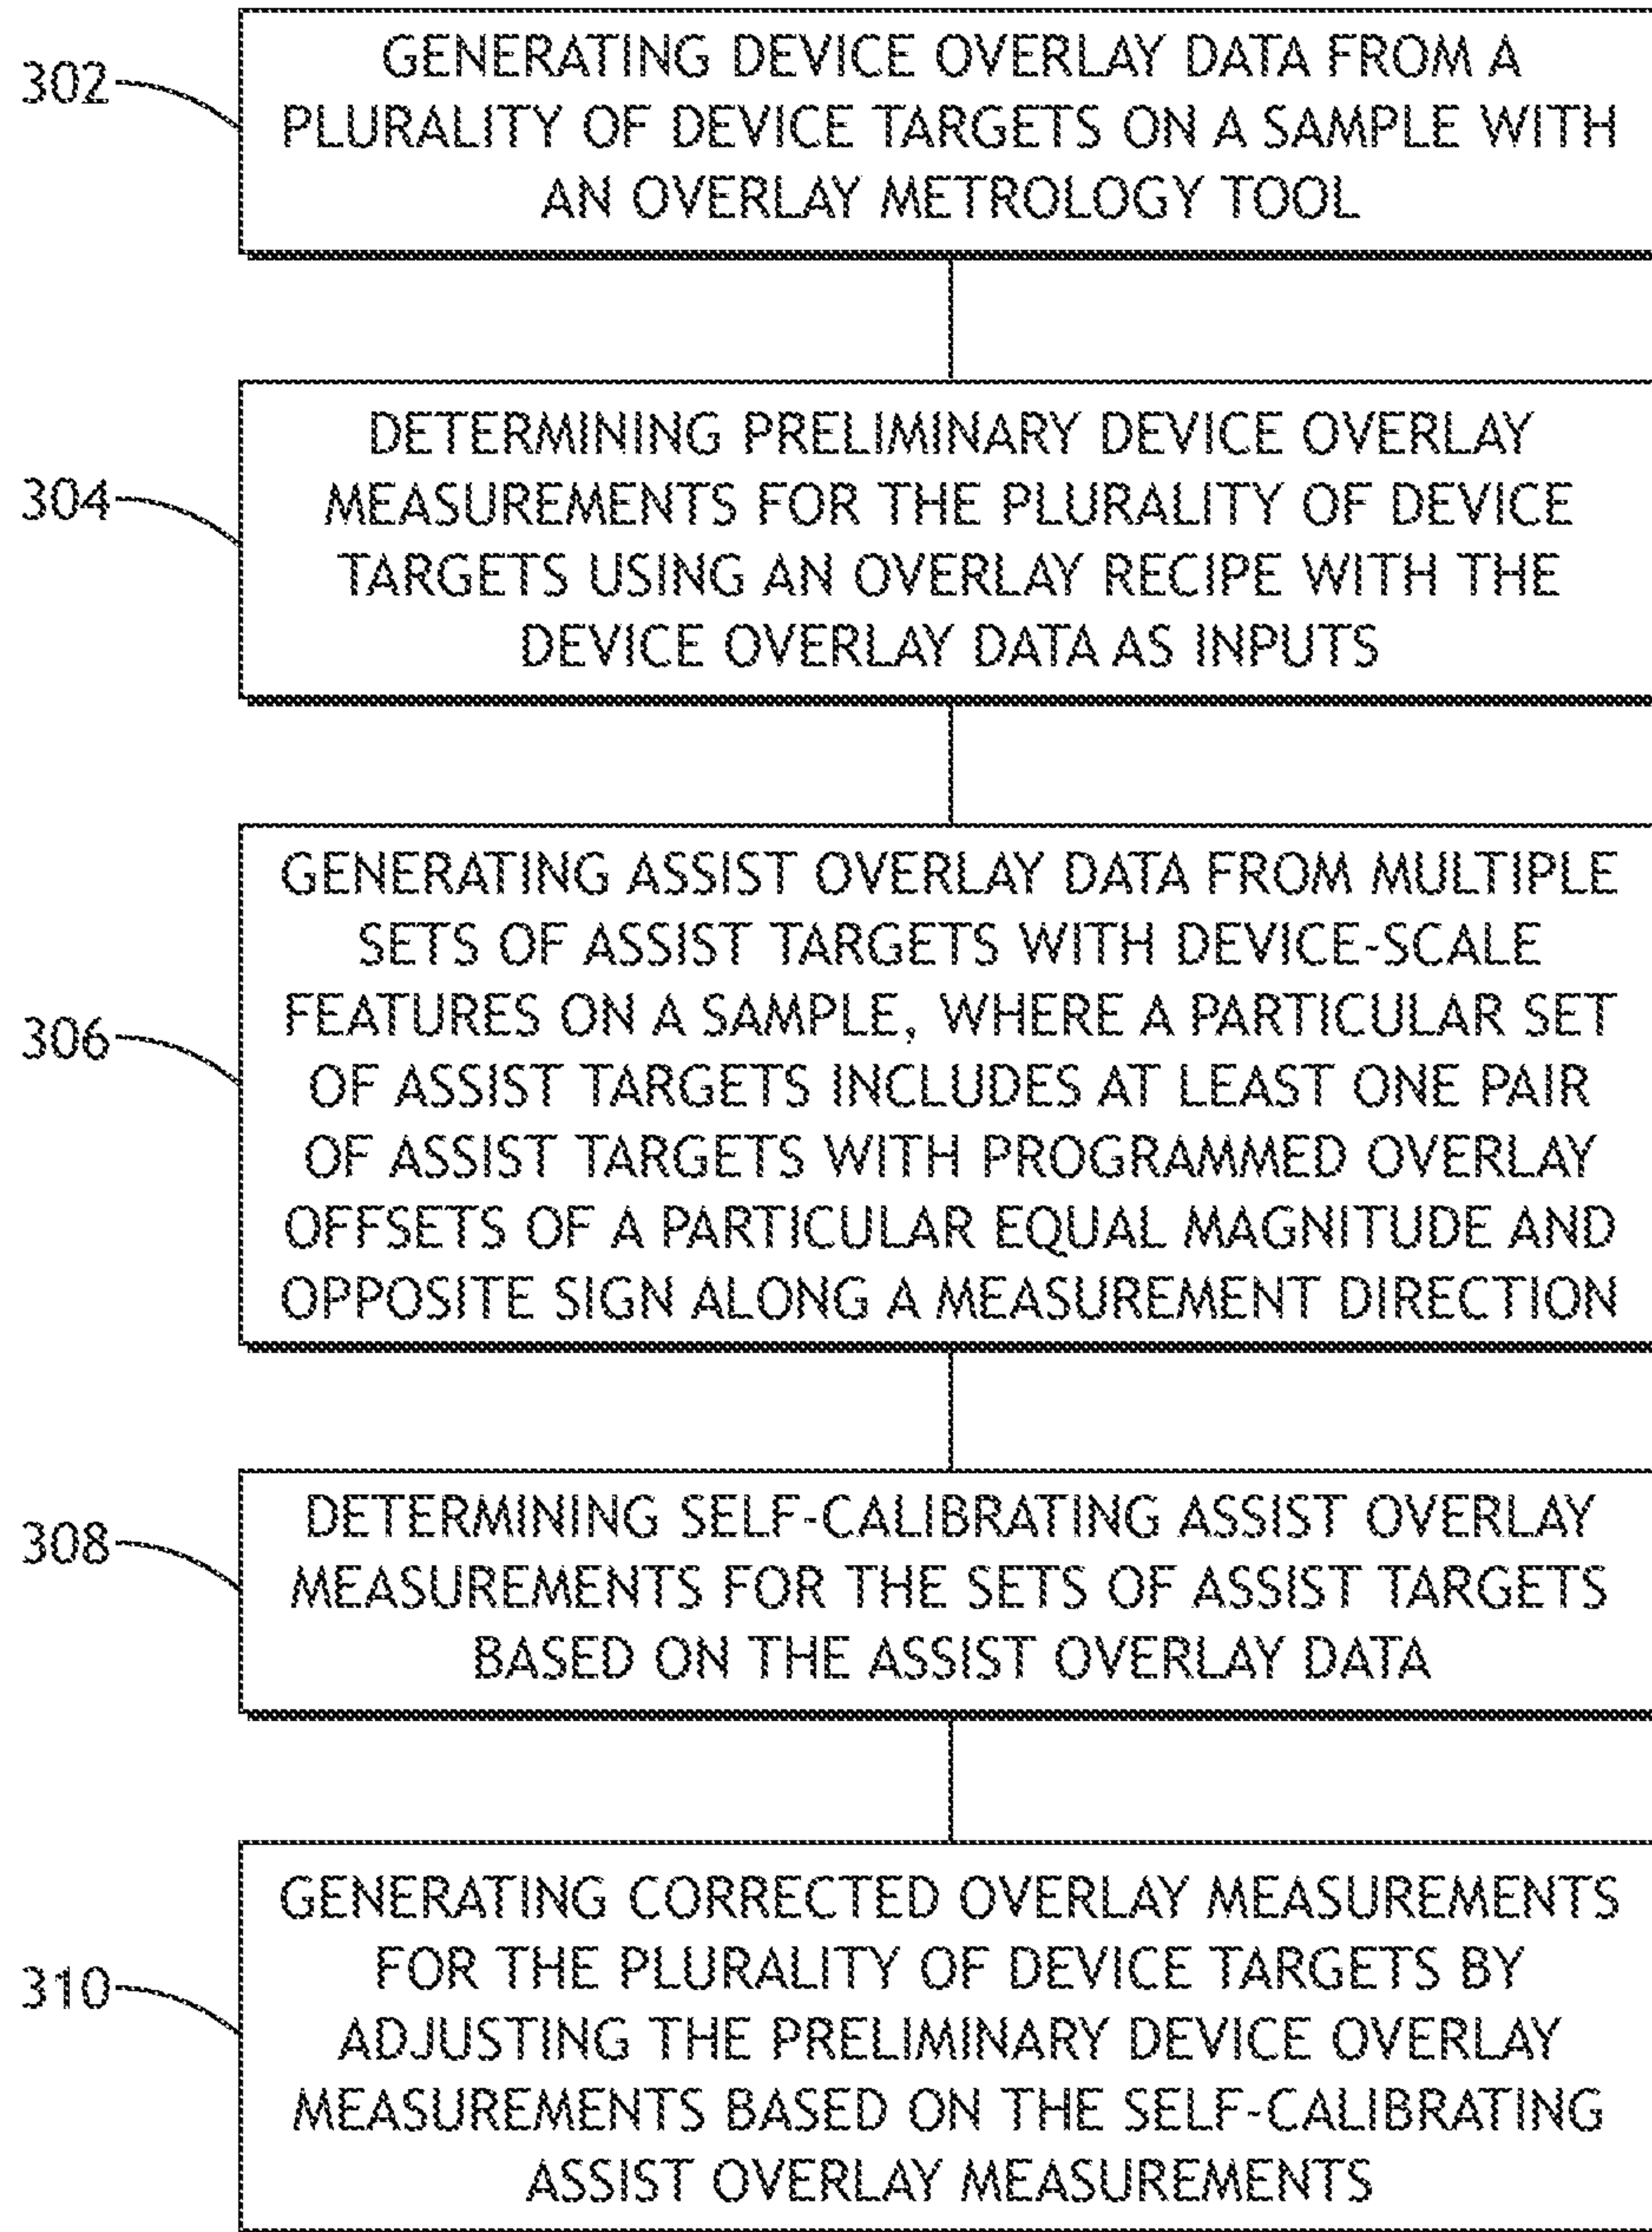 302
GENERATING DEVICE OVERLAY DATA FROM A
PLURALITY OF DEVICE TARGETS ON A SAMPLE WITH
AN OVERLAY METROLOGY TOOL
304
DETERMINING PRELIMINARY DEVICE OVERLAY
MEASUREMENTS FOR THE PLURALITY OF DEVICE
TARGETS USING AN OVERLAY RECIPE WITH THE
DEVICE OVERLAY DATA AS INPUTS
306
GENERATING ASSIST OVERLAY DATA FROM MULTIPLE
SETS OF ASSIST TARGETS WITH DEVICE-SCALE
FEATURES ON A SAMPLE, WHERE A PARTICULAR SET
OF ASSIST TARGETS INCLUDES AT LEAST ONE PAIR
OF ASSIST TARGETS WITH PROGRAMMED OVERLAY
OFFSETS OF A PARTICULAR EQUAL MAGNITUDE AND
OPPOSITE SIGN ALONG A MEASUREMENT DIRECTION
308
DETERMINING SELF-CALIBRATING ASSIST OVERLAY
MEASUREMENTS FOR THE SETS OF ASSIST TARGETS
BASED ON THE ASSIST OVERLAY DATA
310
GENERATING CORRECTED OVERLAY MEASUREMENTS
FOR THE PLURALITY OF DEVICE TARGETS BY
ADJUSTING THE PRELIMINARY DEVICE OVERLAY
MEASUREMENTS BASED ON THE SELF-CALIBRATING
ASSIST OVERLAY MEASUREMENTS